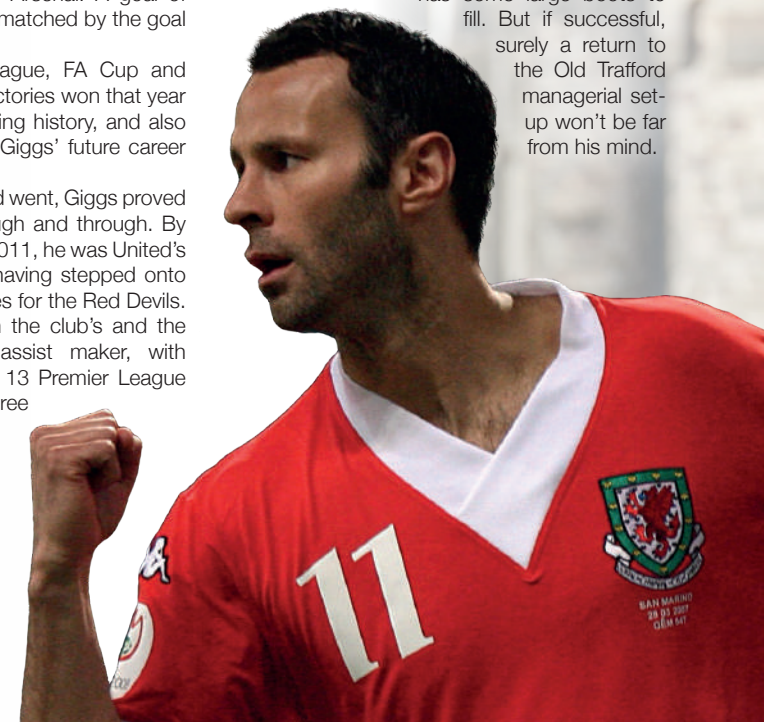 matched by the goal
ague, FA Cup and
ctories won that year
ing history, and also
Giggs' future career
d went, Giggs proved
ugh and through. By
011, he was United's
having stepped onto
es for the Red Devils.
n the club's and the
assist maker, with
13 Premier League
ree
fill. But if successful,
surely a return to
the Old Trafford
managerial set-
up won't be far
from his mind.
11
SAN MARINO
28 03 2007
GÊM 547